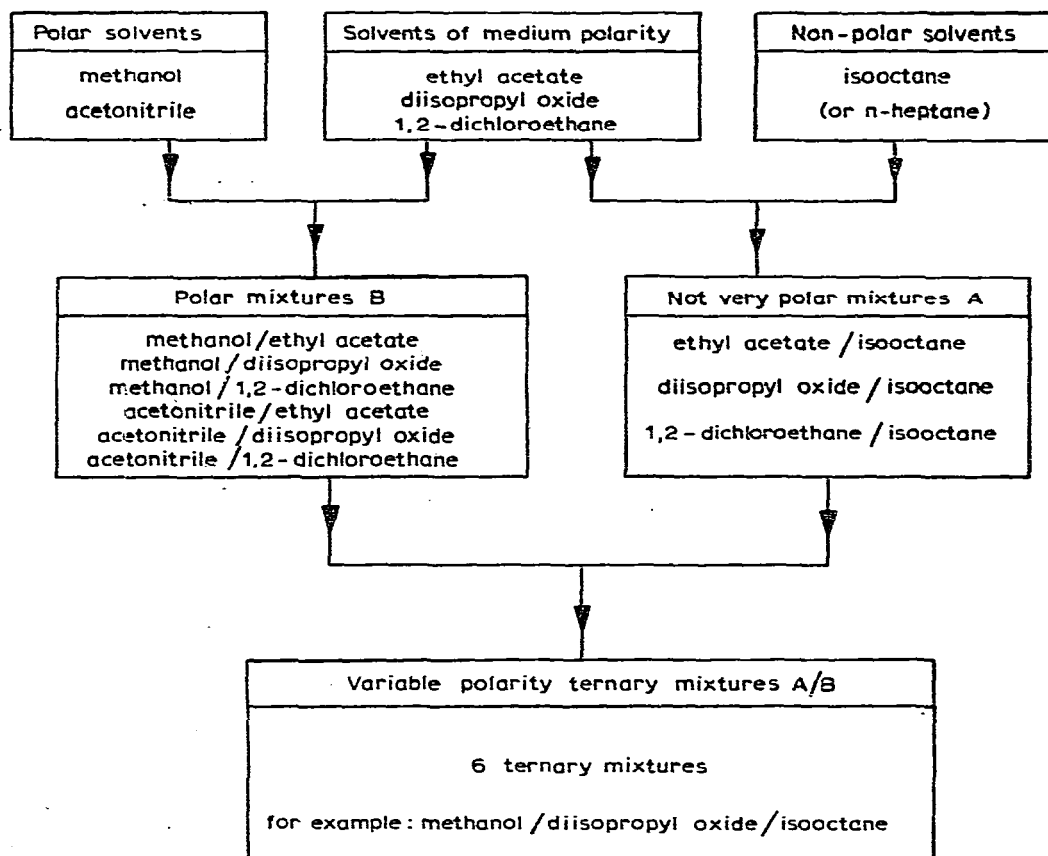 Polar solvents
methanol
acetonitrile
Solvents of medium polarity
ethyl acetate
diisopropyl oxide
1,2-dichloroethane
Non-polar solvents
isooctane
(or n-heptane)
Polar mixtures B
methanol/ethyl acetate
methanol/diisopropyl oxide
methanol/1,2-dichloroethane
acetonitrile/ethyl acetate
acetonitrile/diisopropyl oxide
acetonitrile/1,2-dichloroethane
Not very polar mixtures A
ethyl acetate/isooctane
diisopropyl oxide/isooctane
1,2-dichloroethane/isooctane
Variable polarity ternary mixtures A/B
6 ternary mixtures
for example: methanol/diisopropyl oxide/isooctane